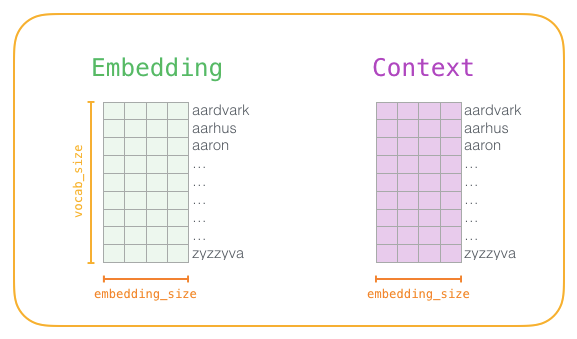 Embedding
Context
vocab_size
aardvark
aarhus
aaron
...
...
...
...
...
zyzzyva
embedding_size
aardvark
aarhus
aaron
...
...
...
...
...
zyzzyva
embedding_size